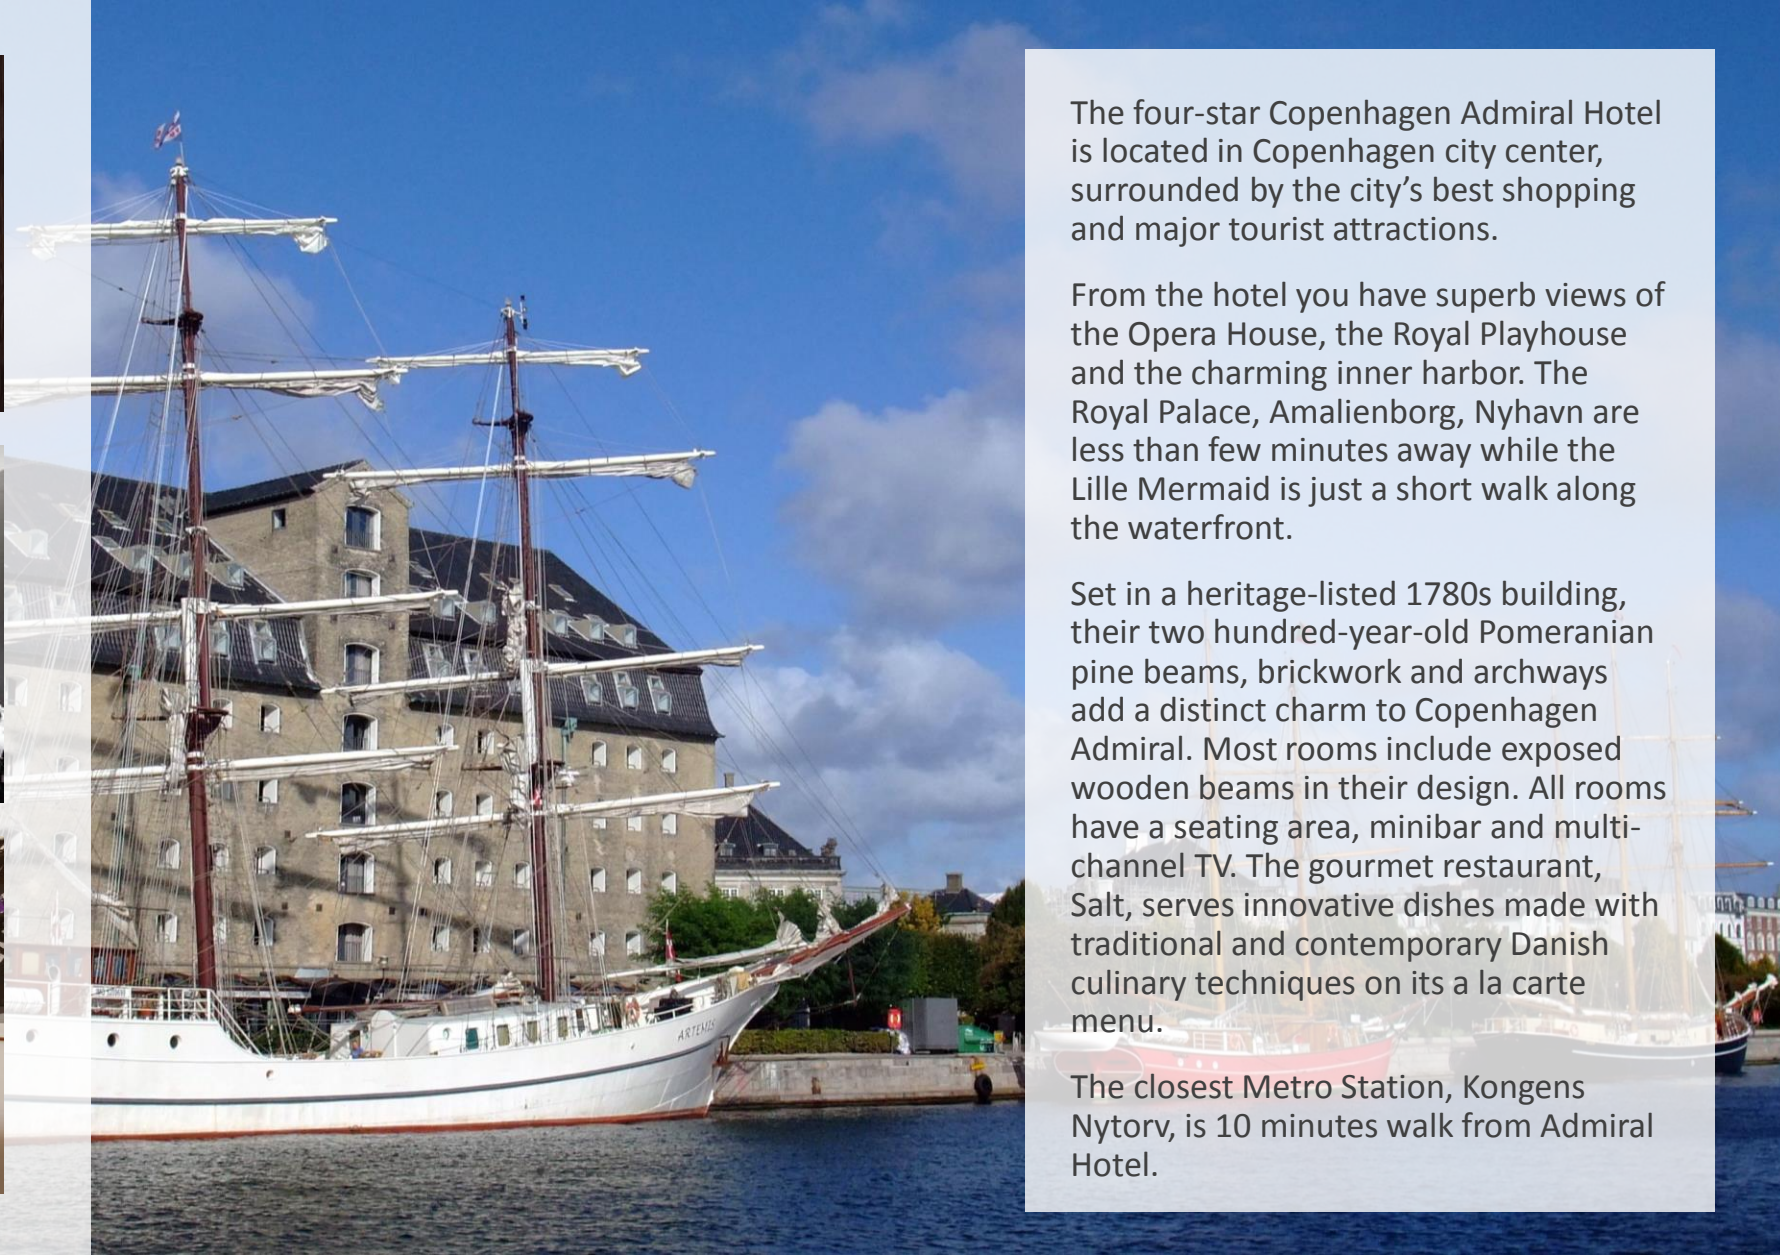 The four-star Copenhagen Admiral Hotel
is located in Copenhagen city center,
surrounded by the city’s best shopping
and major tourist attractions.
From the hotel you have superb views of
the Opera House, the Royal Playhouse
and the charming inner harbor. The
Royal Palace, Amalienborg, Nyhavn are
less than few minutes away while the
Lille Mermaid is just a short walk along
the waterfront.
Set in a heritage-listed 1780s building,
their two hundred-year-old Pomeranian
pine beams, brickwork and archways
add a distinct charm to Copenhagen
Admiral. Most rooms include exposed
wooden beams in their design. All rooms
have a seating area, minibar and multi-
channel TV. The gourmet restaurant,
Salt, serves innovative dishes made with
traditional and contemporary Danish
culinary techniques on its a la carte
menu.
The closest Metro Station, Kongens
Nytorv, is 10 minutes walk from Admiral
Hotel.
ARTEMIS